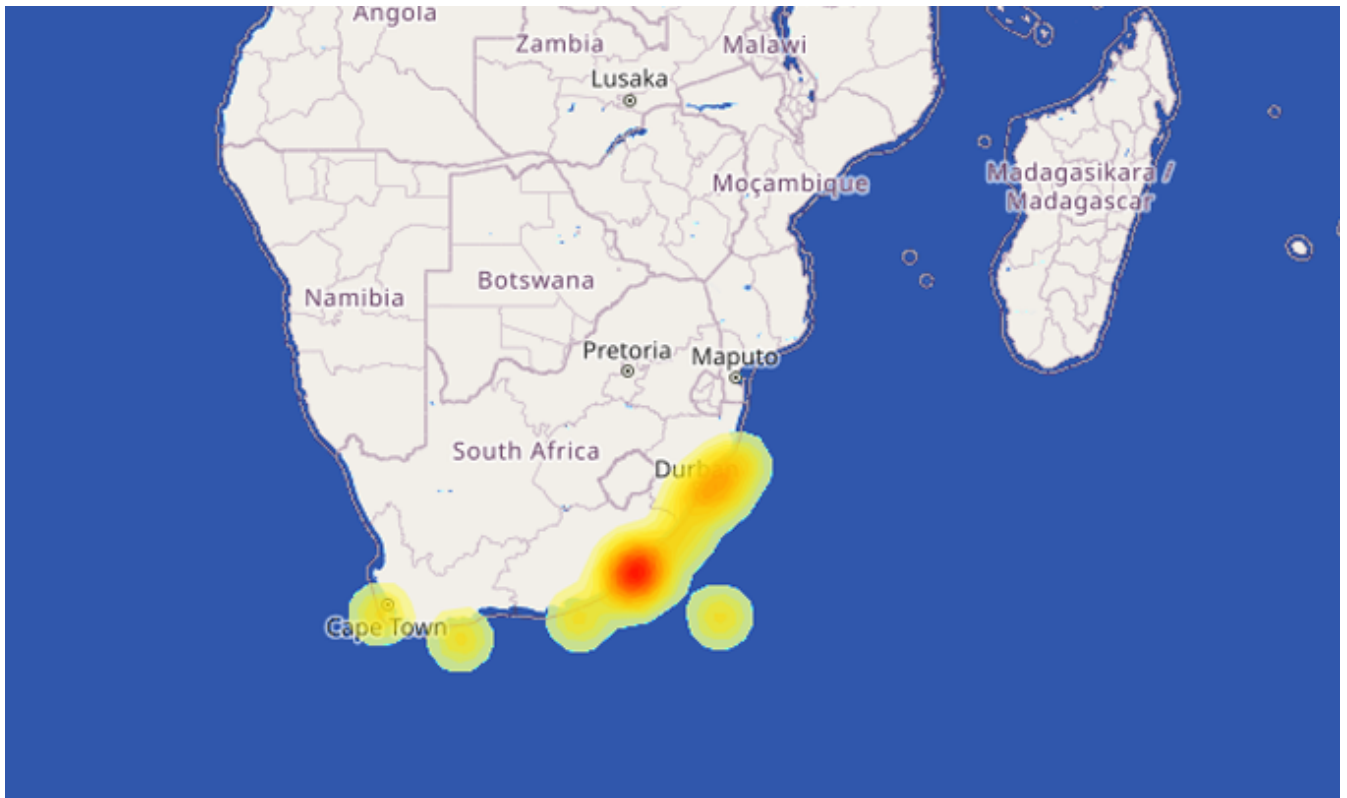 Angola
Zambia
Malawi
Lusaka
Moçambique
Madagasikara /
Madagascar
Botswana
Namibia
Pretoria
Maputo
South Africa
Durban
Cape Town